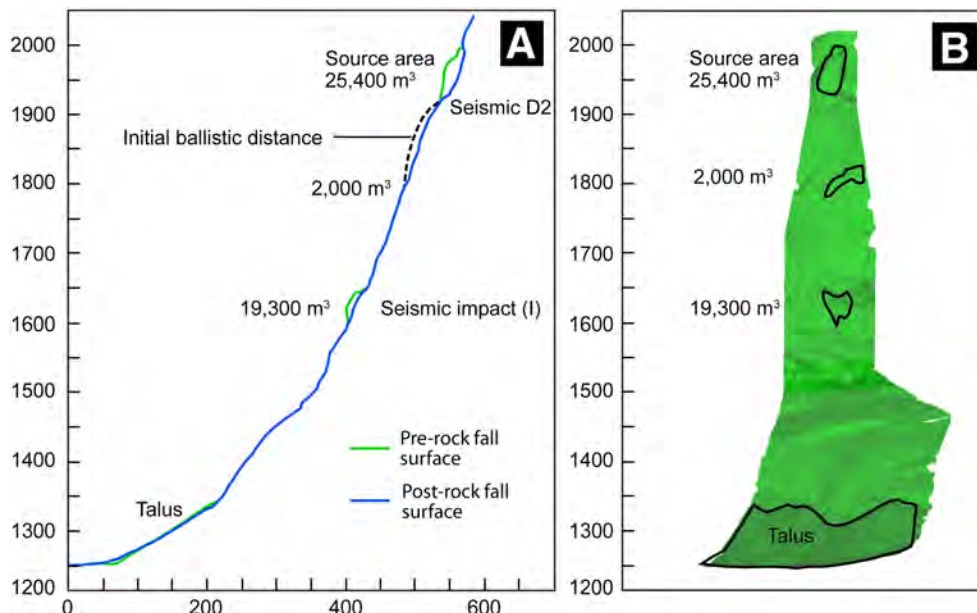 A
2000
1900
1800
1700
1600
1500
1400
1300
1200
0
200
400
600
Source area
25,400 m³
Seismic D2
Initial ballistic distance
2,000 m³
19,300 m³
Seismic impact (I)
Pre-rock fall
surface
Post-rock fall
surface
Talus
B
2000
1900
1800
1700
1600
1500
1400
1300
1200
Source area
25,400 m³
2,000 m³
19,300 m³
Talus